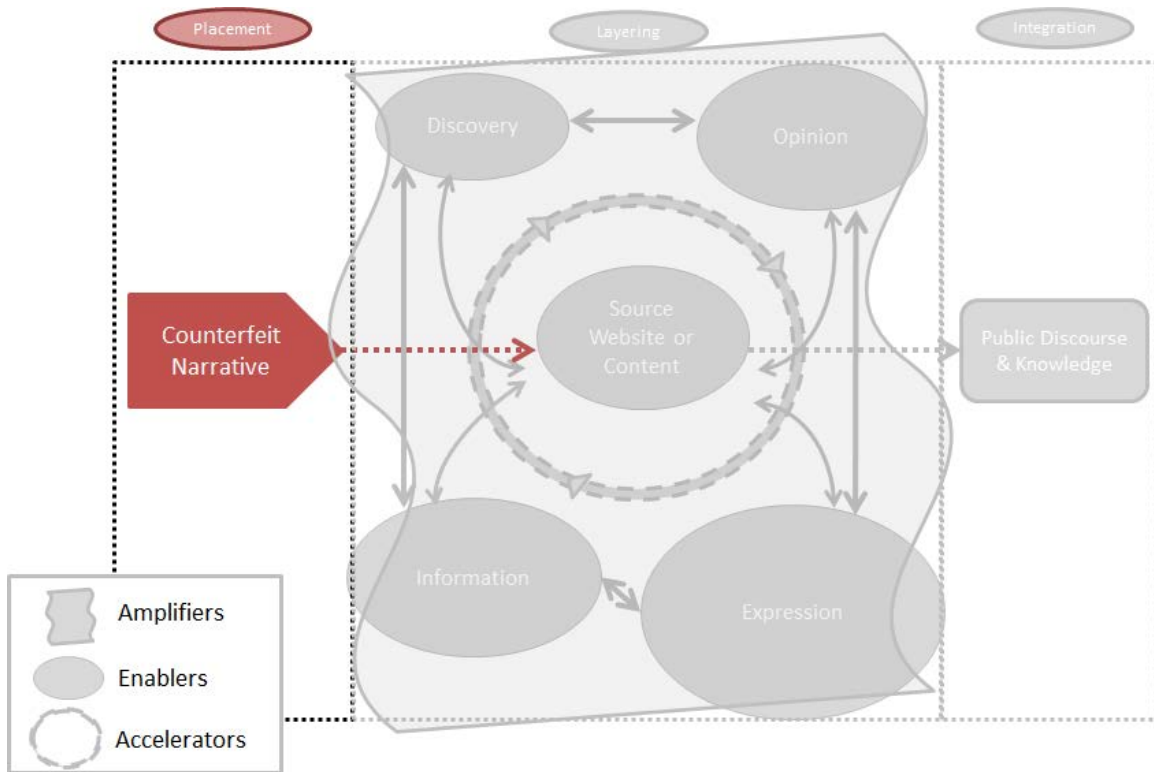 Placement
Layering
Integration
Discovery
Opinion
Counterfeit
Narrative
Source
Website or
Content
Public Discourse
& Knowledge
Information
Expression
Amplifiers
Enablers
Accelerators